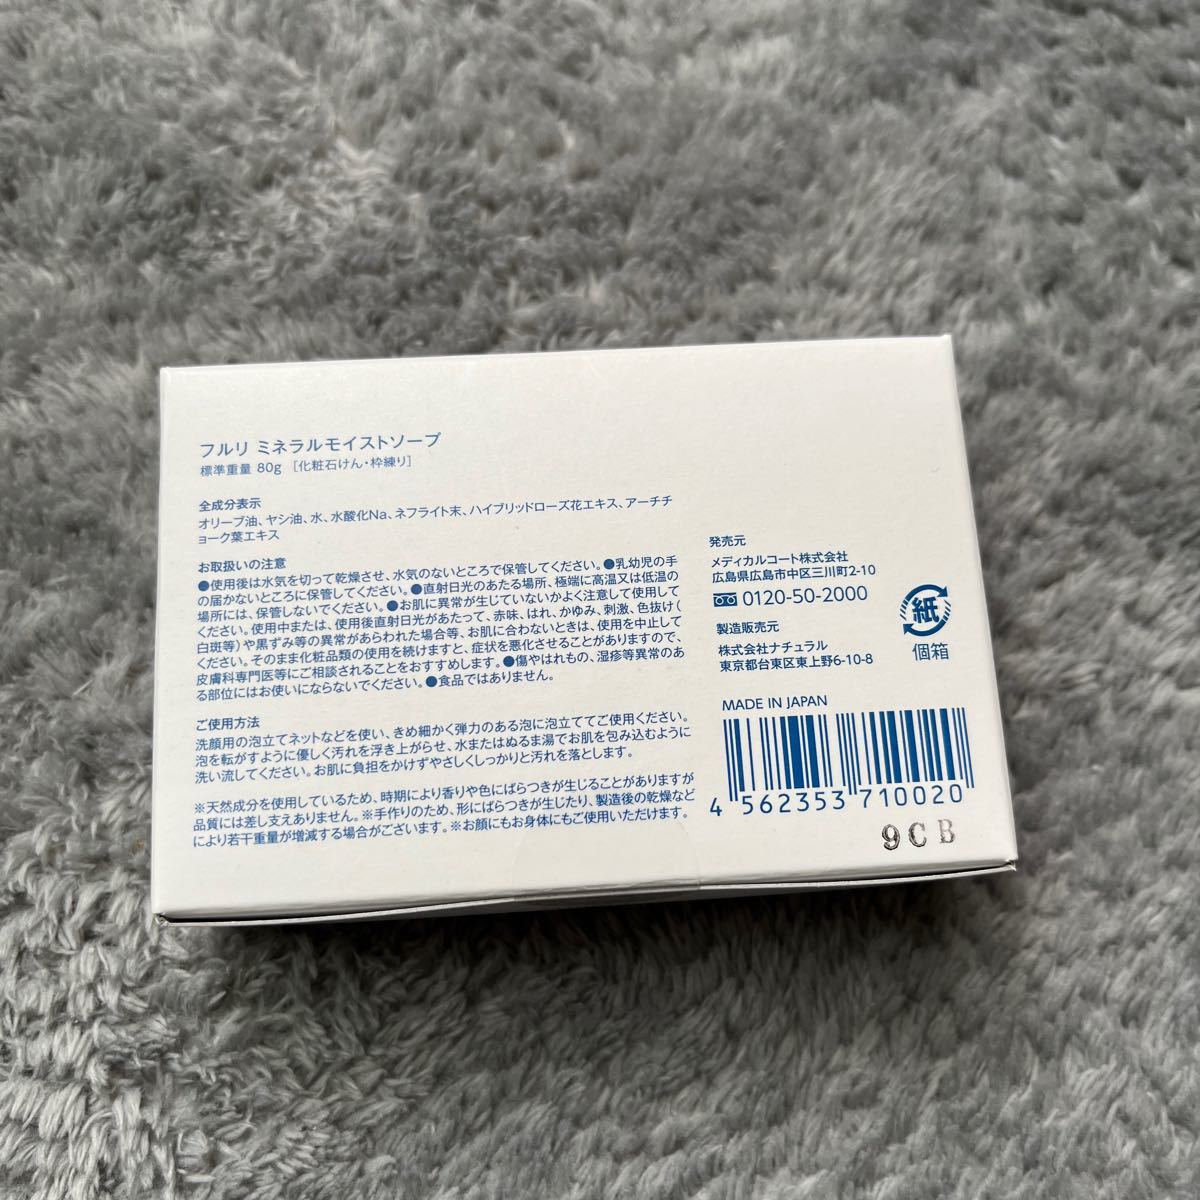 フルリ ミネラルモイストソープ
標準重量 80g ［化粧石けん・枠練り］
全成分表示
オリーブ油、ヤシ油、水、水酸化Na、ネフライト末、ハイブリッドローズ花エキス、アーチチ
ョーク葉エキス
お取扱いの注意
●使用後は水気を切って乾燥させ、水気のないところで保管してください。●乳幼児の手
の届かないところに保管してください。●直射日光のあたる場所、極端に高温又は低温の
場所には、保管しないでください。●お肌に異常が生じていないかよく注意して使用して
ください。使用中または、使用後直射日光があたって、赤味、はれ、かゆみ、刺激、色抜け（
白斑等）や黒ずみ等の異常があらわれた場合等、お肌に合わないときは、使用を中止して
ください。そのまま化粧品類の使用を続けますと、症状を悪化させることがありますので、
皮膚科専門医等にご相談されることをおすすめします。●傷やはれもの、湿疹等異常のあ
る部位にはお使いにならないでください。●食品ではありません。
ご使用方法
洗顔用の泡立てネットなどを使い、きめ細かく弾力のある泡に泡立ててご使用ください。
泡を転がすように優しく汚れを浮き上がらせ、水またはぬるま湯でお肌を包み込むように
洗い流してください。お肌に負担をかけずやさしくしっかりと汚れを落とします。
※天然成分を使用しているため、時期により香りや色にばらつきが生じることがありますが
品質には差し支えありません。※手作りのため、形にばらつきが生じたり、製造後の乾燥など
により若干重量が増減する場合がございます。※お顔にもお身体にもご使用いただけます。
発売元
メディカルコート株式会社
広島県広島市中区三川町2-10
0120-50-2000
製造販売元
株式会社ナチュラル
東京都台東区東上野6-10-8
紙
個箱
MADE IN JAPAN
4 562353 710020
9CB